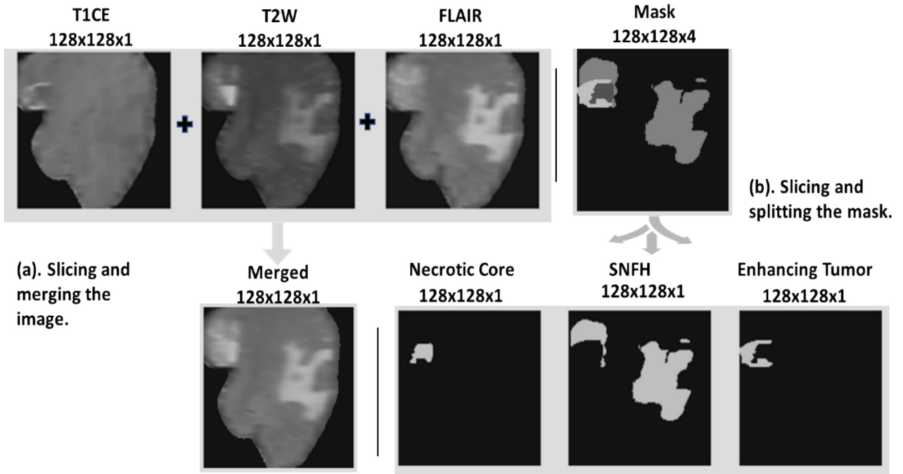 T1CE
128x128x1
T2W
128x128x1
FLAIR
128x128x1
Mask
128x128x4
(b). Slicing and
splitting the mask.
(a). Slicing and
merging the
image.
Merged
128x128x1
Necrotic Core
128x128x1
SNFH
128x128x1
Enhancing Tumor
128x128x1